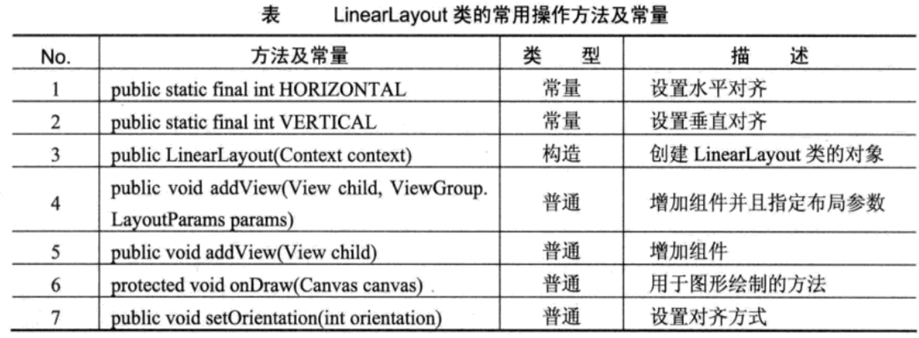 表 LinearLayout 类的常用操作方法及常量
No. 方法及常量 类 型 描 述
1 public static final int HORIZONTAL 常量 设置水平对齐
2 public static final int VERTICAL 常量 设置垂直对齐
3 public LinearLayout(Context context) 构造 创建 LinearLayout 类的对象
4 public void addView(View child, ViewGroup.
LayoutParams params) 普通 增加组件并且指定布局参数
5 public void addView(View child) 普通 增加组件
6 protected void onDraw(Canvas canvas) 普通 用于图形绘制的方法
7 public void setOrientation(int orientation) 普通 设置对齐方式